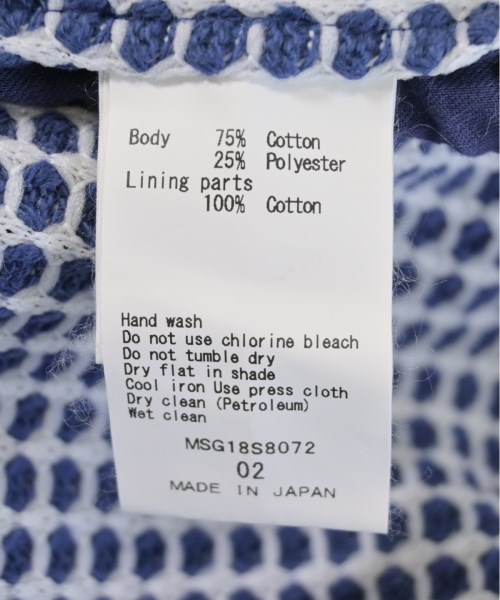 Body 75% Cotton
25% Polyester
Lining parts
100% Cotton
Hand wash
Do not use chlorine bleach
Do not tumble dry
Dry flat in shade
Cool iron Use press cloth
Dry clean (Petroleum)
Wet clean
MSG18S8072
02
MADE IN JAPAN